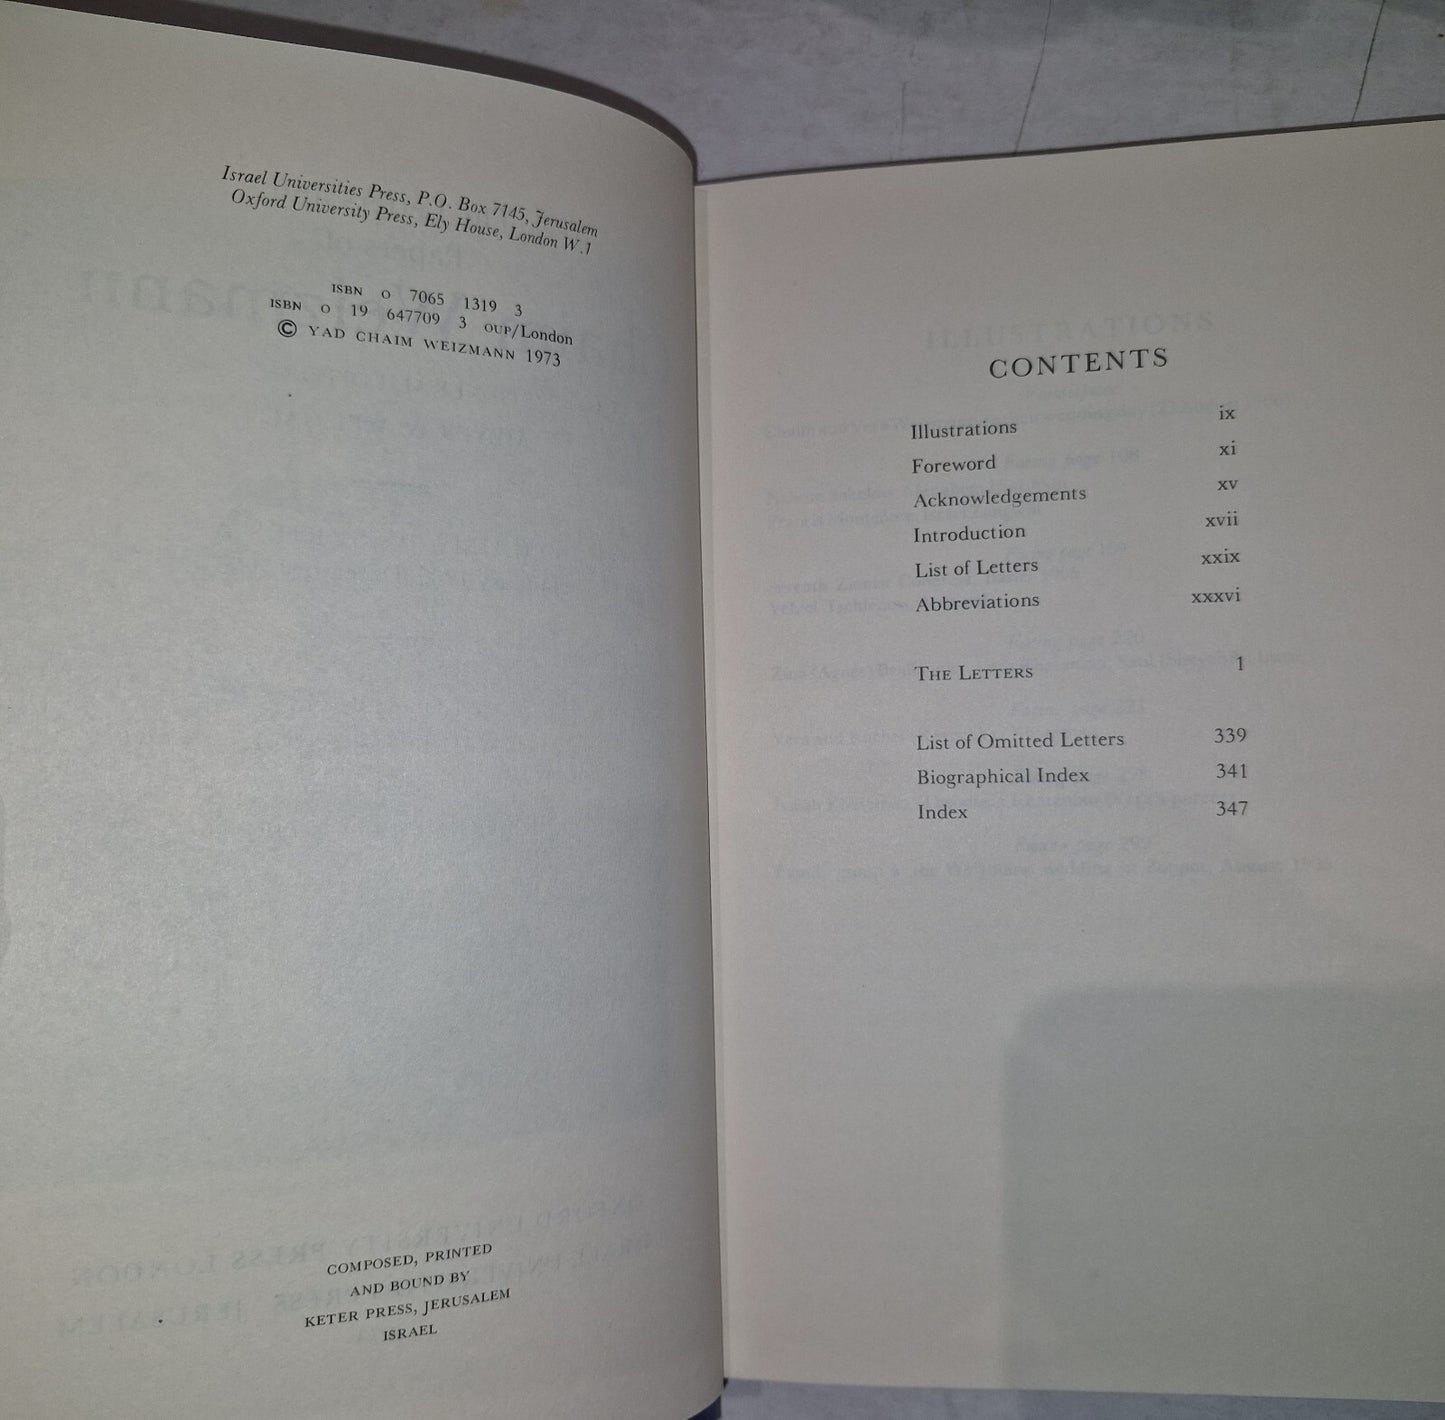 Israel Universities Press, P.O. Box 7145, Jerusalem
Oxford University Press, Ely House, London W.1
ISBN 0 7065 1319 3
ISBN 0 19 647709 3 OUP/London
© YAD CHAIM WEIZMANN 1973
COMPOSED, PRINTED
AND BOUND BY
KETER PRESS, JERUSALEM
ISRAEL
ILLUSTRATIONS
CONTENTS
Illustrations ix
Foreword xi
Acknowledgements xv
Introduction xvii
List of Letters xxix
Abbreviations xxxvi
THE LETTERS 1
List of Omitted Letters 339
Biographical Index 341
Index 347